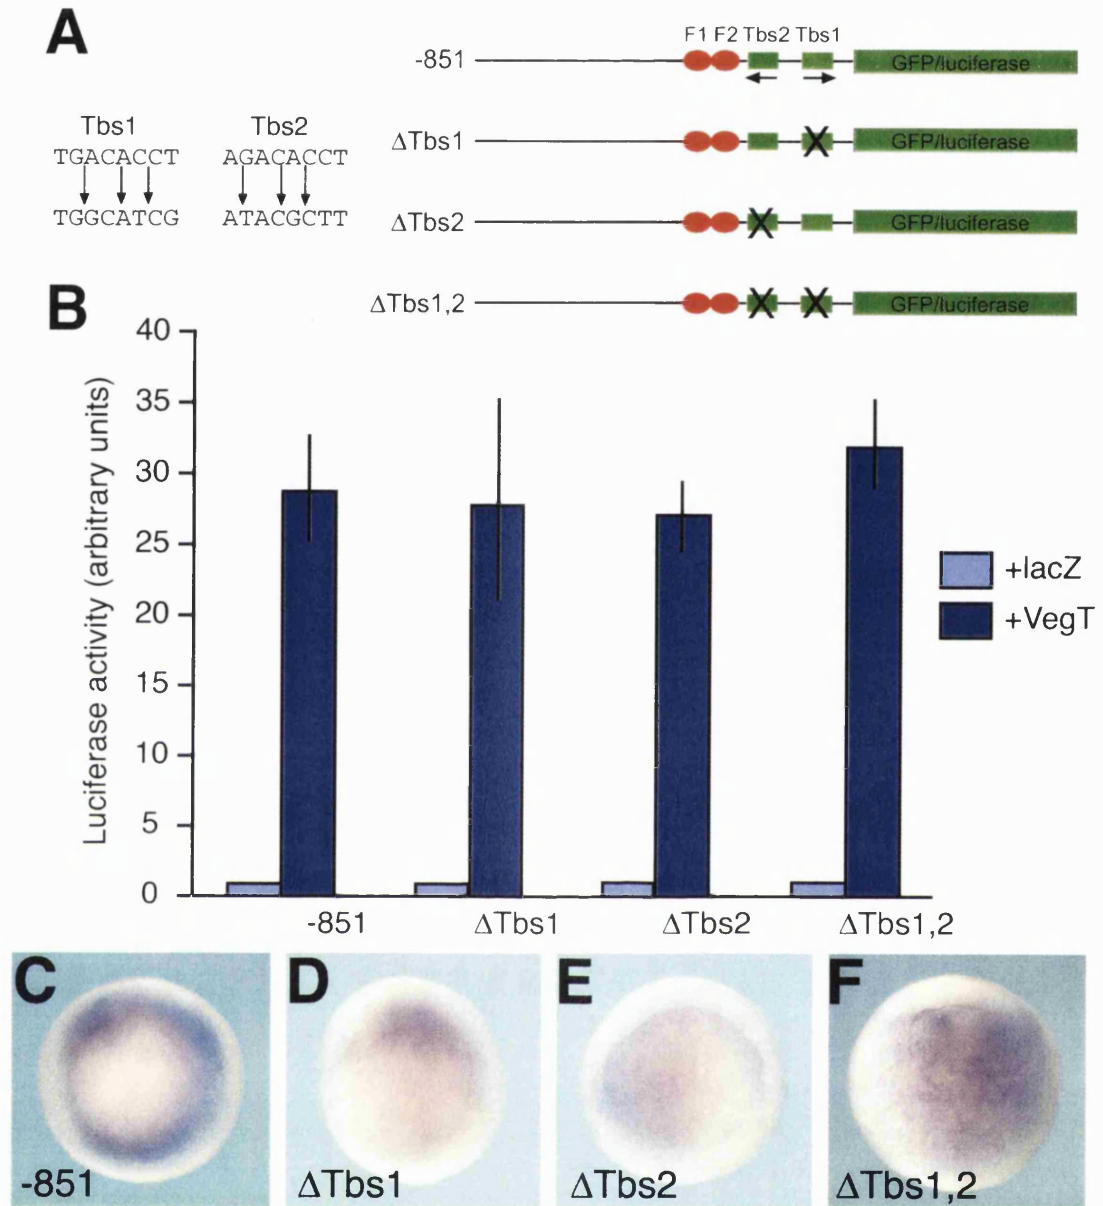 A
F1 F2 Tbs2 Tbs1
-851
GFP/luciferase
Tbs1
Tbs2
TGACACCT
AGACACCT
TGGCATCG
ATACGCTT
ΔTbs1
GFP/luciferase
ΔTbs2
GFP/luciferase
ΔTbs1,2
GFP/luciferase
B
Luciferase activity (arbitrary units)
40
35
30
25
20
15
10
5
0
-851
ΔTbs1
ΔTbs2
ΔTbs1,2
+lacZ
+VegT
C
-851
D
ΔTbs1
E
ΔTbs2
F
ΔTbs1,2